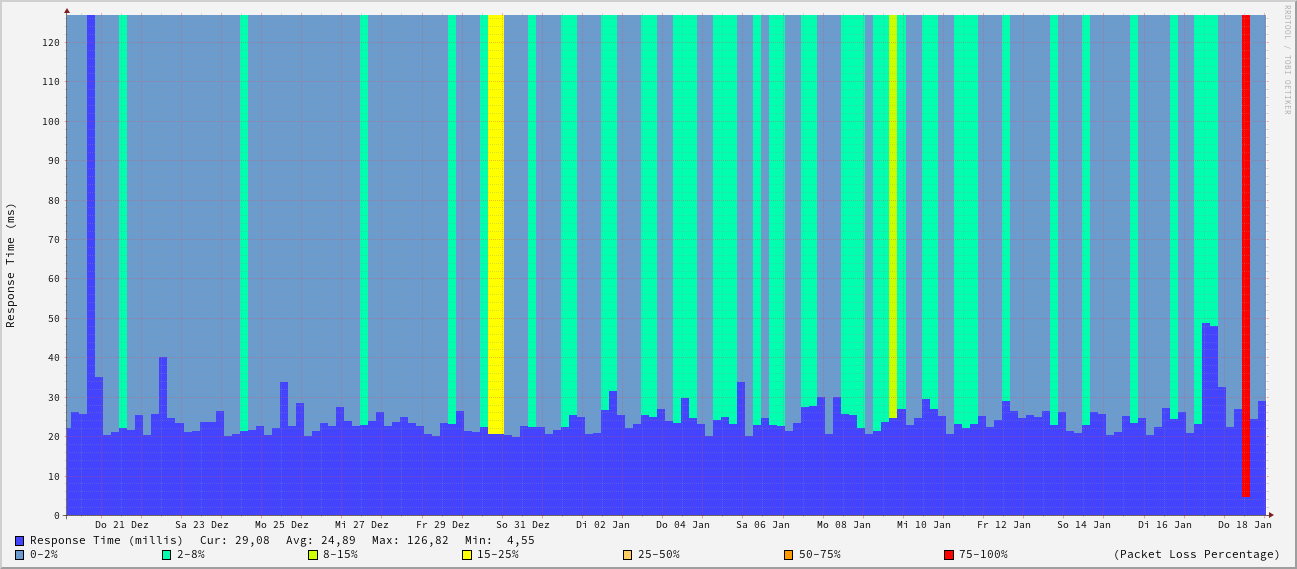 RRDTOOL / TOBI OETIKER
Response Time (ms)
120
110
100
90
80
70
60
50
40
30
20
10
0
Do 21 Dez Sa 23 Dez Mo 25 Dez Mi 27 Dez Fr 29 Dez So 31 Dez Di 02 Jan Do 04 Jan Sa 06 Jan Mo 08 Jan Mi 10 Jan Fr 12 Jan So 14 Jan Di 16 Jan Do 18 Jan
Response Time (millis) Cur: 29,08 Avg: 24,89 Max: 126,82 Min: 4,55
0-2% 2-8% 8-15% 15-25% 25-50% 50-75% 75-100% (Packet Loss Percentage)